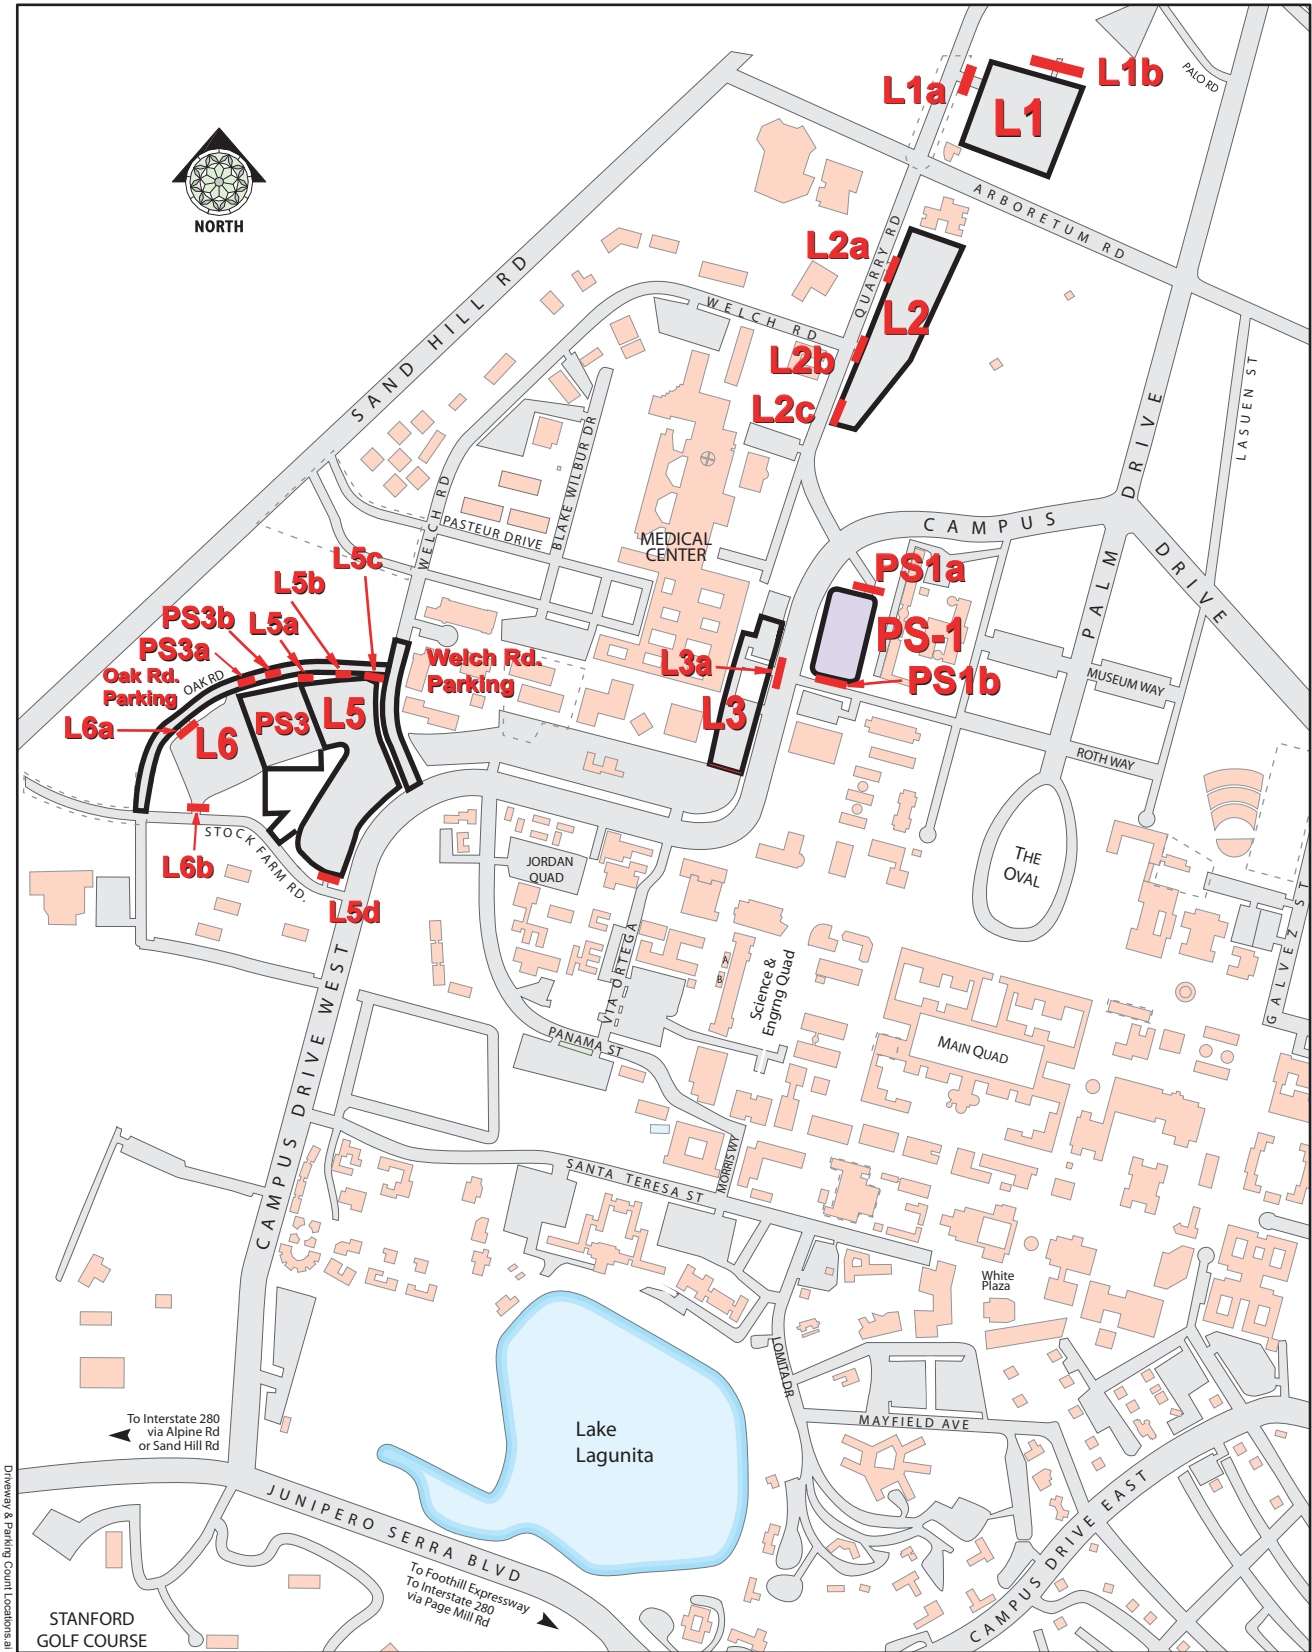 L1a
L1b
L1
PALO RD
NORTH
ARBORETUM RD
QUARRY RD
L2a
L2
L2b
L2c
SAND HILL RD
WELCH RD
LASUEN ST
BLAKE WILBUR DR
WELCH RD
PASTEUR DRIVE
MEDICAL
CENTER
CAMPUS DRIVE
PALM DRIVE
L5c
L5b
PS3b
L5a
PS3a
Oak Rd.
Parking
OAK RD
L6a
L6
PS3
L5
Welch Rd.
Parking
L3a
L3
PS1a
PS-1
PS1b
MUSEUM WAY
ROTH WAY
STOCK FARM RD.
L6b
L5d
JORDAN
QUAD
THE
OVAL
GALVEZ ST
VIA ORTEGA
A
B
Science &
Engrng Quad
MAIN QUAD
PANAMA ST
CAMPUS DRIVE WEST
MORRIS WY
SANTA TERESA ST
White
Plaza
LOMITA DR
MAYFIELD AVE
Lake
Lagunita
To Interstate 280
via Alpine Rd
or Sand Hill Rd
JUNIPERO SERRA BLVD
To Foothill Expressway
To Interstate 280
via Page Mill Rd
CAMPUS DRIVE EAST
STANFORD
GOLF COURSE
Driveway & Parking Count Locations.ai